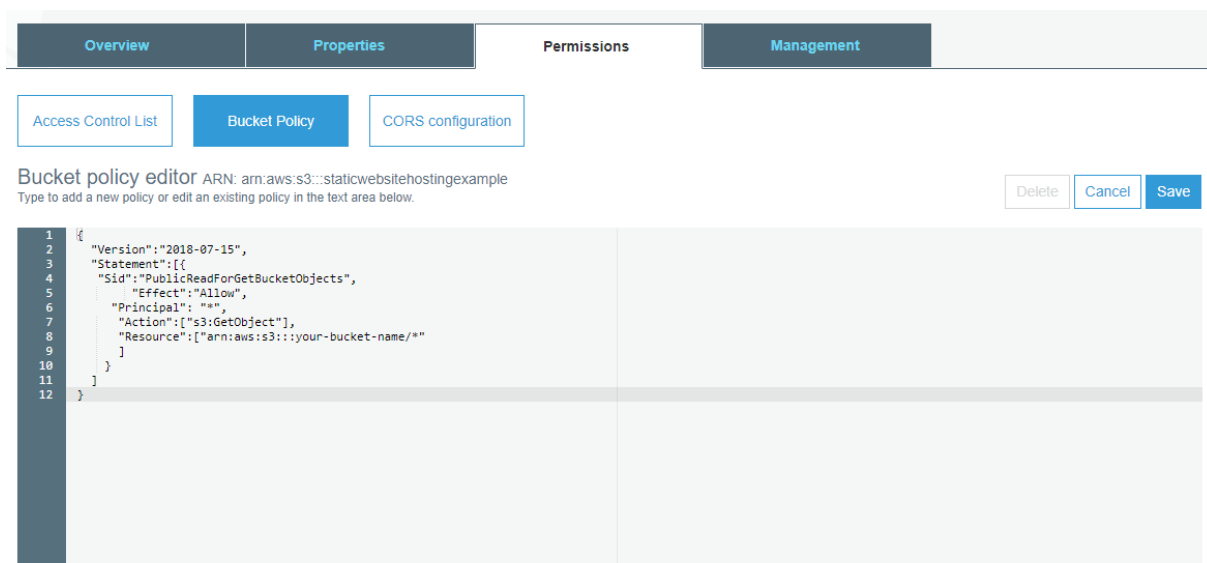 Overview Properties Permissions Management
Access Control List Bucket Policy CORS configuration
Bucket policy editor ARN: arn:aws:s3:::staticwebsitehostingexample
Type to add a new policy or edit an existing policy in the text area below.
Delete Cancel Save
1 {
2 "Version":"2018-07-15",
3 "Statement":[{
4 "Sid":"PublicReadForGetBucketObjects",
5 "Effect":"Allow",
6 "Principal": "*",
7 "Action":["s3:GetObject"],
8 "Resource":["arn:aws:s3:::your-bucket-name/*"
9 ]
10 }
11 ]
12 }